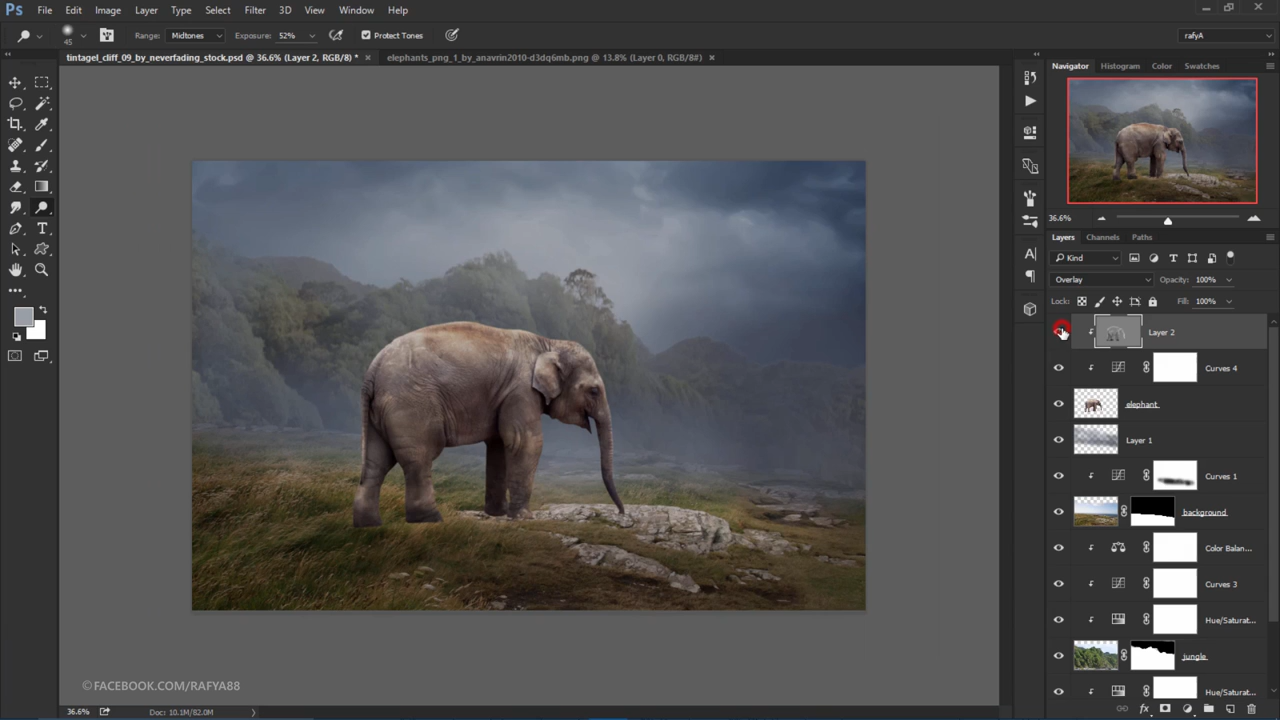 Ps File Edit Image Layer Type Select Filter 3D View Window Help
45 Range: Midtones Exposure: 52% Protect Tones rafyA
tintagel_cliff_09_by_neverfading_stock.psd @ 36.6% (Layer 2, RGB/8) * × elephants_png_1_by_anavrin2010-d3dq6mb.png @ 13.8% (Layer 0, RGB/8#) ×
Navigator Histogram Color Swatches
36.6%
Layers Channels Paths
Kind
Overlay Opacity: 100%
Lock: Fill: 100%
Layer 2
Curves 4
elephant
Layer 1
Curves 1
background
Color Balan...
Curves 3
Hue/Saturat...
jungle
Hue/Saturat...
©FACEBOOK.COM/RAFYA88
36.6% Doc: 10.1M/82.0M